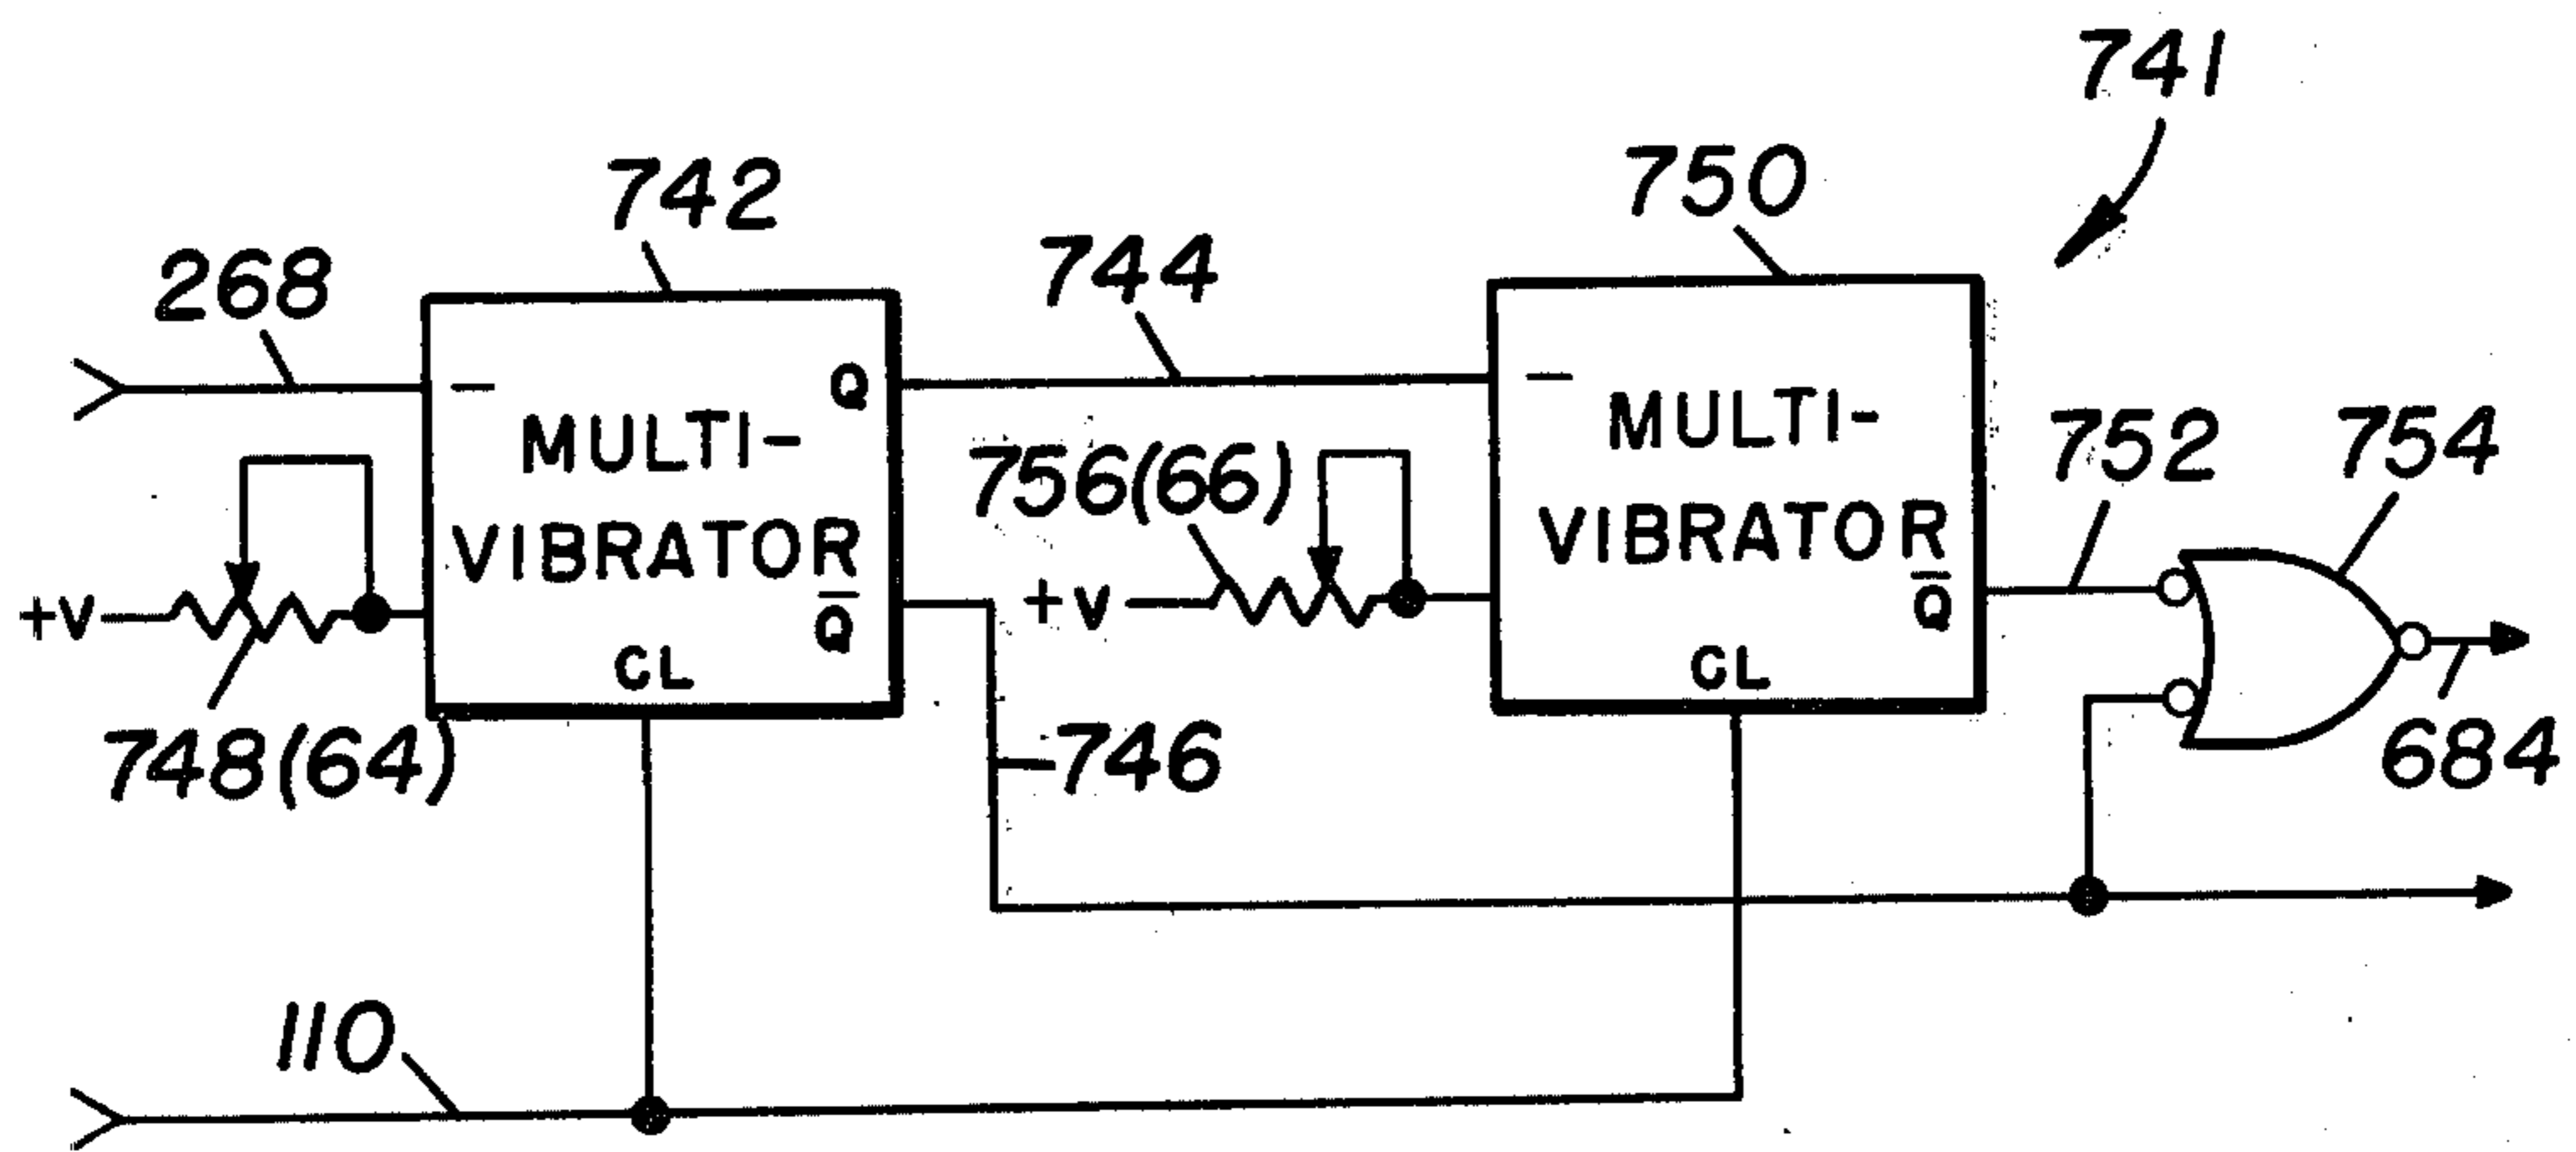 741
742
750
268
744
−
Q
−
MULTI-
VIBRATOR
MULTI-
VIBRATOR
756(66)
752
754
+V
+V
Q̅
Q̅
CL
CL
748(64)
746
684
110